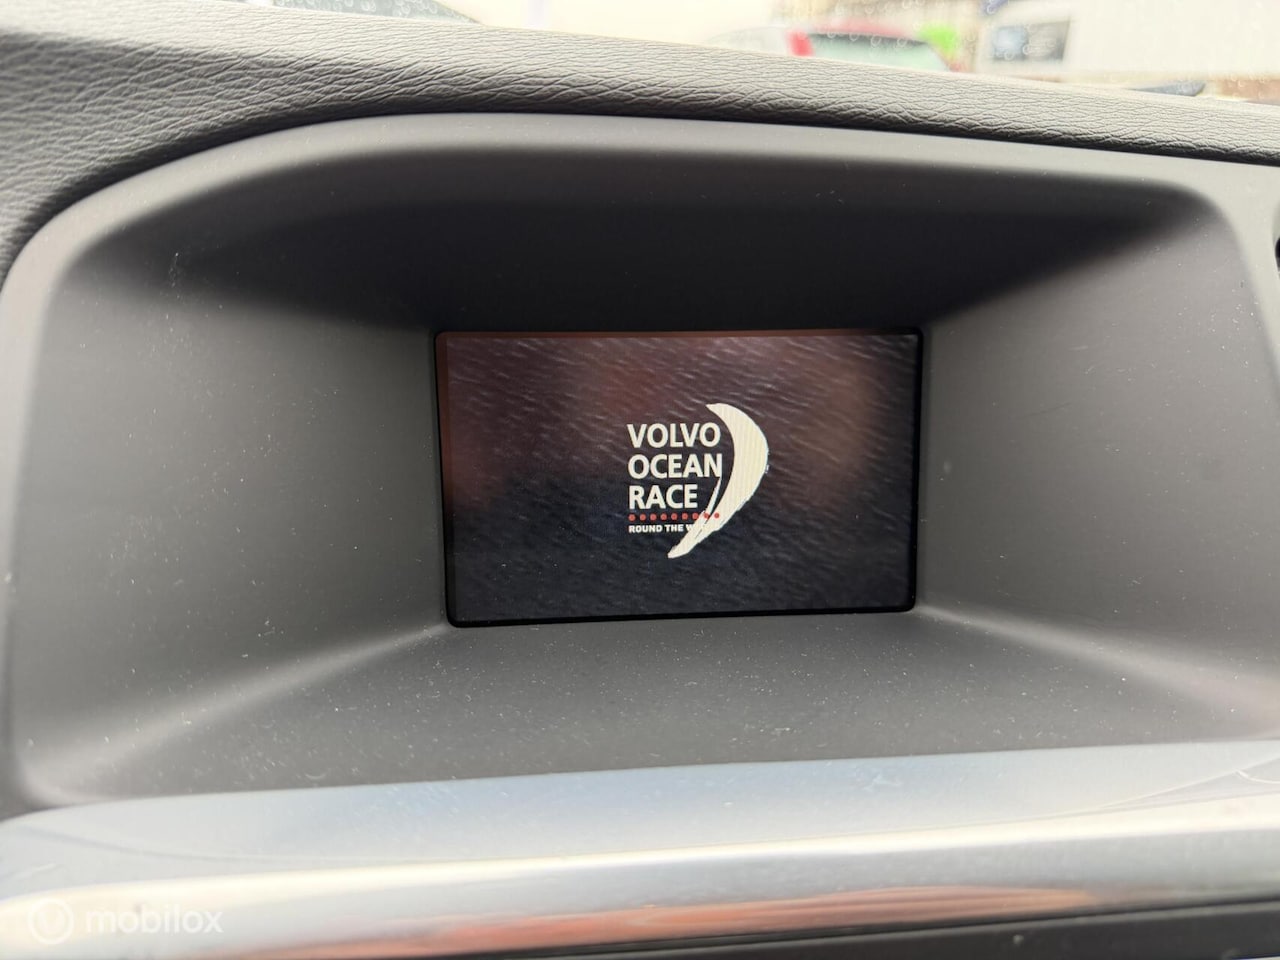 VOLVO
OCEAN
RACE
ROUND THE
mobilox